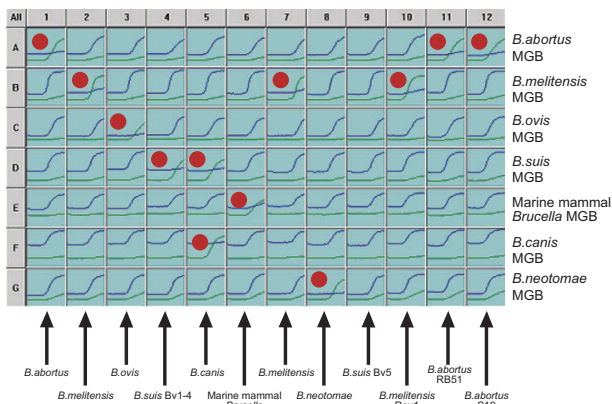 All 1 2 3 4 5 6 7 8 9 10 11 12
A B.abortus
MGB
B B.melitensis
MGB
C B.ovis
MGB
D B.suis
MGB
E Marine mammal
Brucella MGB
F B.canis
MGB
G B.neotomae
MGB
B.abortus B.ovis B.canis B.melitensis B.suis Bv5 B.abortus
RB51
B.melitensis B.suis Bv1-4 Marine mammal B.neotomae B.melitensis B.abortus